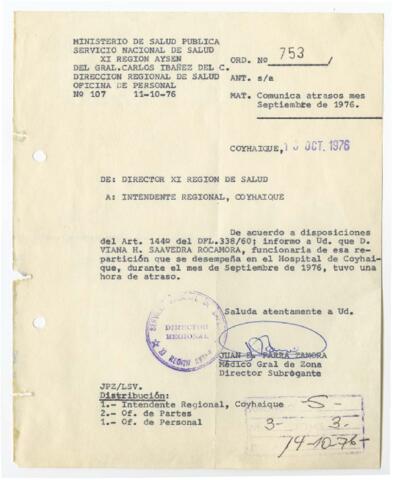 MINISTERIO DE SALUD PUBLICA
SERVICIO NACIONAL DE SALUD
XI REGION AYSEN
DEL GRAL.CARLOS IBAÑEZ DEL C.
DIRECCION REGIONAL DE SALUD
OFICINA DE PERSONAL
Nº 107 11-10-76
ORD. Nº 753 /
ANT. s/a
MAT. Comunica atrasos mes
Septiembre de 1976.
COYHAIQUE, 13 OCT. 1976
DE: DIRECTOR XI REGION DE SALUD
A: INTENDENTE REGIONAL, COYHAIQUE
De acuerdo a disposiciones
del Art. 144º del DFL.338/60; informo a Ud. que D.
VIANA H. SAAVEDRA ROCAMORA, funcionaria de esa re-
partición que se desempeña en el Hospital de Coyhai-
que, durante el mes de Septiembre de 1976, tuvo una
hora de atraso.
Saluda atentamente a Ud.
DIRECTOR
REGIONAL
XI REGION AYSEN
JUAN E. PARRA ZAMORA
Médico Gral de Zona
Director Subrogante
JPZ/LSV.
Distribución:
1.- Intendente Regional, Coyhaique
2.- Of. de Partes
1.- Of. de Personal
-S-
3- 3.
14-10-76-